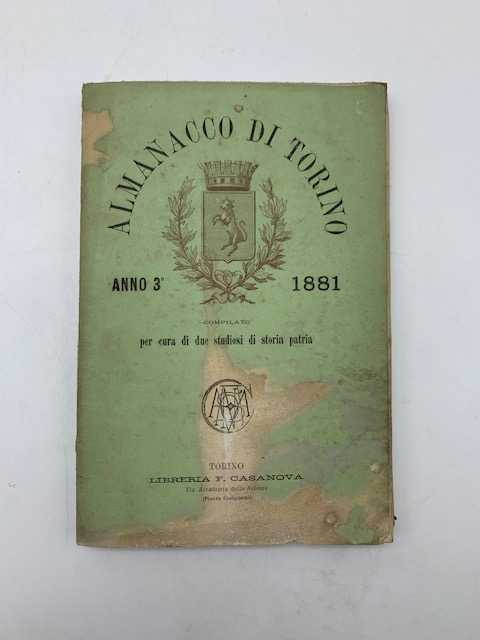 ALMANACCO DI TORINO
ANNO 3° 1881
COMPILATO
per cura di due studiosi di storia patria
TORINO
LIBRERIA F. CASANOVA
Via Accademia delle Scienze
(Piazza Carignano)